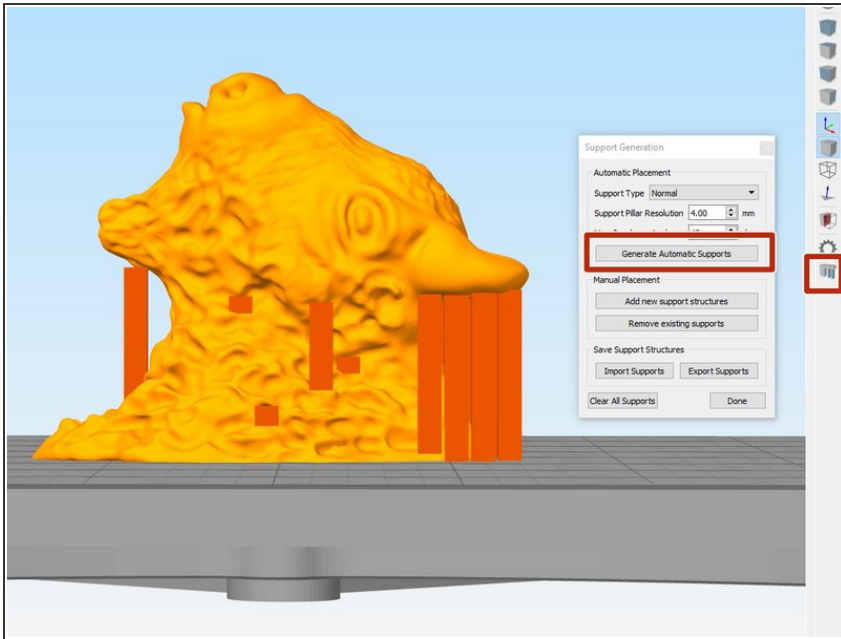 Support Generation
Automatic Placement
Support Type Normal
Support Pillar Resolution 4.00 mm
Generate Automatic Supports
Manual Placement
Add new support structures
Remove existing supports
Save Support Structures
Import Supports Export Supports
Clear All Supports Done